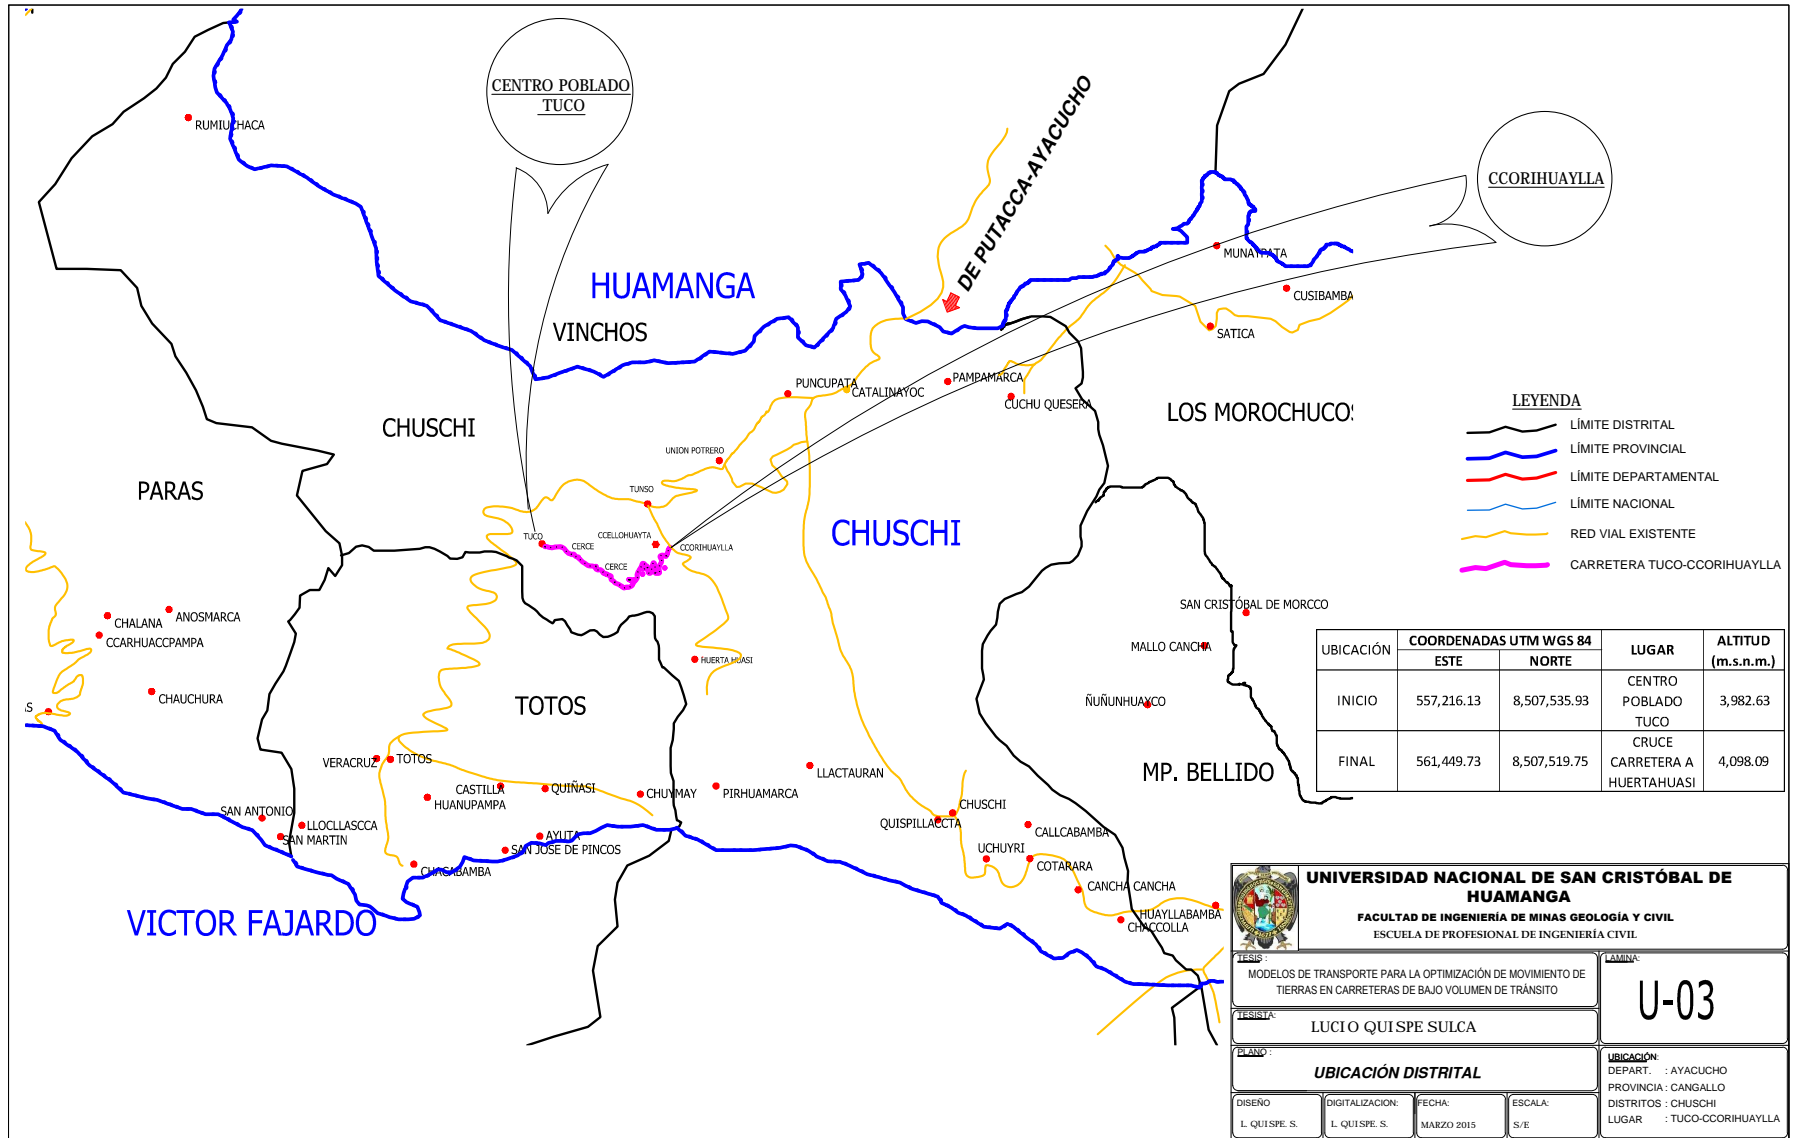 CENTRO POBLADO
TUCO
DE PUTACCA-AYACUCHO
CCORIHUAYLLA
RUMIUCHACA
HUAMANGA
VINCHOS
MUNAYPATA
CUSIBAMBA
SATICA
PUNCUPATA
CATALINAYOC
PAMPAMARCA
CUCHU QUESERA
CHUSCHI
LOS MOROCHUCOS
UNION POTRERO
PARAS
TUNSO
CHUSCHI
TUCO
CERCE
CCELLOHUAYTA
CCORIHUAYLLA
CERCE
CHALANA
ANOSMARCA
CCARHUACCPAMPA
SAN CRISTÓBAL DE MORCCO
MALLO CANCHA
HUERTA HUASI
CHAUCHURA
TOTOS
ÑUÑUNHUAYCO
AS
VERACRUZ
TOTOS
LLACTAURAN
MP. BELLIDO
CASTILLA
HUANUPAMPA
QUIÑASI
CHUYMAY
PIRHUAMARCA
SAN ANTONIO
LLOCLLASCCA
SAN MARTIN
CHUSCHI
QUISPILLACCTA
CALLCABAMBA
AYUTA
SAN JOSE DE PINCOS
UCHUYRI
COTARARA
CHACABAMBA
CANCHA CANCHA
HUAYLLABAMBA
CHACCOLLA
VICTOR FAJARDO
LEYENDA
LÍMITE DISTRITAL
LÍMITE PROVINCIAL
LÍMITE DEPARTAMENTAL
LÍMITE NACIONAL
RED VIAL EXISTENTE
CARRETERA TUCO-CCORIHUAYLLA
UBICACIÓN COORDENADAS UTM WGS 84 LUGAR ALTITUD
ESTE NORTE (m.s.n.m.)
INICIO 557,216.13 8,507,535.93 CENTRO POBLADO TUCO 3,982.63
FINAL 561,449.73 8,507,519.75 CRUCE CARRETERA A HUERTAHUASI 4,098.09
UNIVERSIDAD NACIONAL DE SAN CRISTÓBAL DE
HUAMANGA
FACULTAD DE INGENIERÍA DE MINAS GEOLOGÍA Y CIVIL
ESCUELA DE PROFESIONAL DE INGENIERÍA CIVIL
TESIS :
MODELOS DE TRANSPORTE PARA LA OPTIMIZACIÓN DE MOVIMIENTO DE
TIERRAS EN CARRETERAS DE BAJO VOLUMEN DE TRÁNSITO
LAMINA:
U-03
TESISTA:
LUCIO QUISPE SULCA
PLANO :
UBICACIÓN DISTRITAL
UBICACIÓN:
DEPART. : AYACUCHO
PROVINCIA : CANGALLO
DISTRITOS : CHUSCHI
LUGAR : TUCO-CCORIHUAYLLA
DISEÑO
L. QUISPE. S.
DIGITALIZACION:
L. QUISPE. S.
FECHA:
MARZO 2015
ESCALA:
S/E